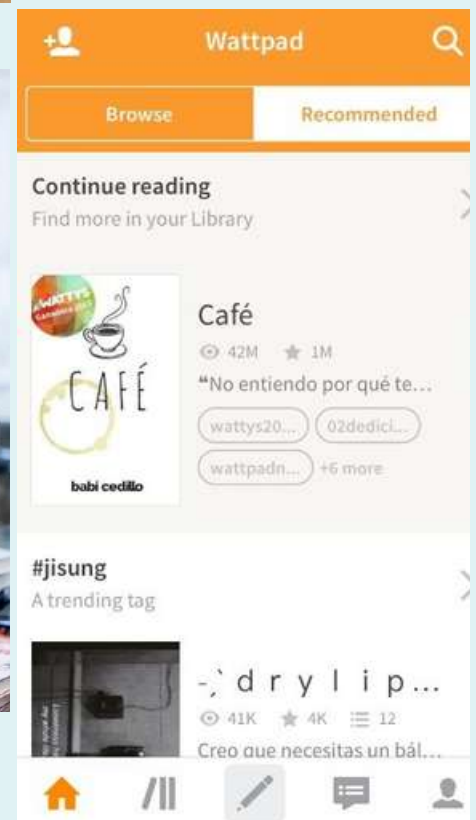 Wattpad
Browse
Recommended
Continue reading
Find more in your Library
WATTYS
CAFÉ
babi cedillo
Café
42M 1M
“No entiendo por qué te...
wattys20... 02dedici...
wattpadn... +6 more
#jisung
A trending tag
-ˏˋ d r y l i p ...
41K 4K 12
Creo que necesitas un bál...